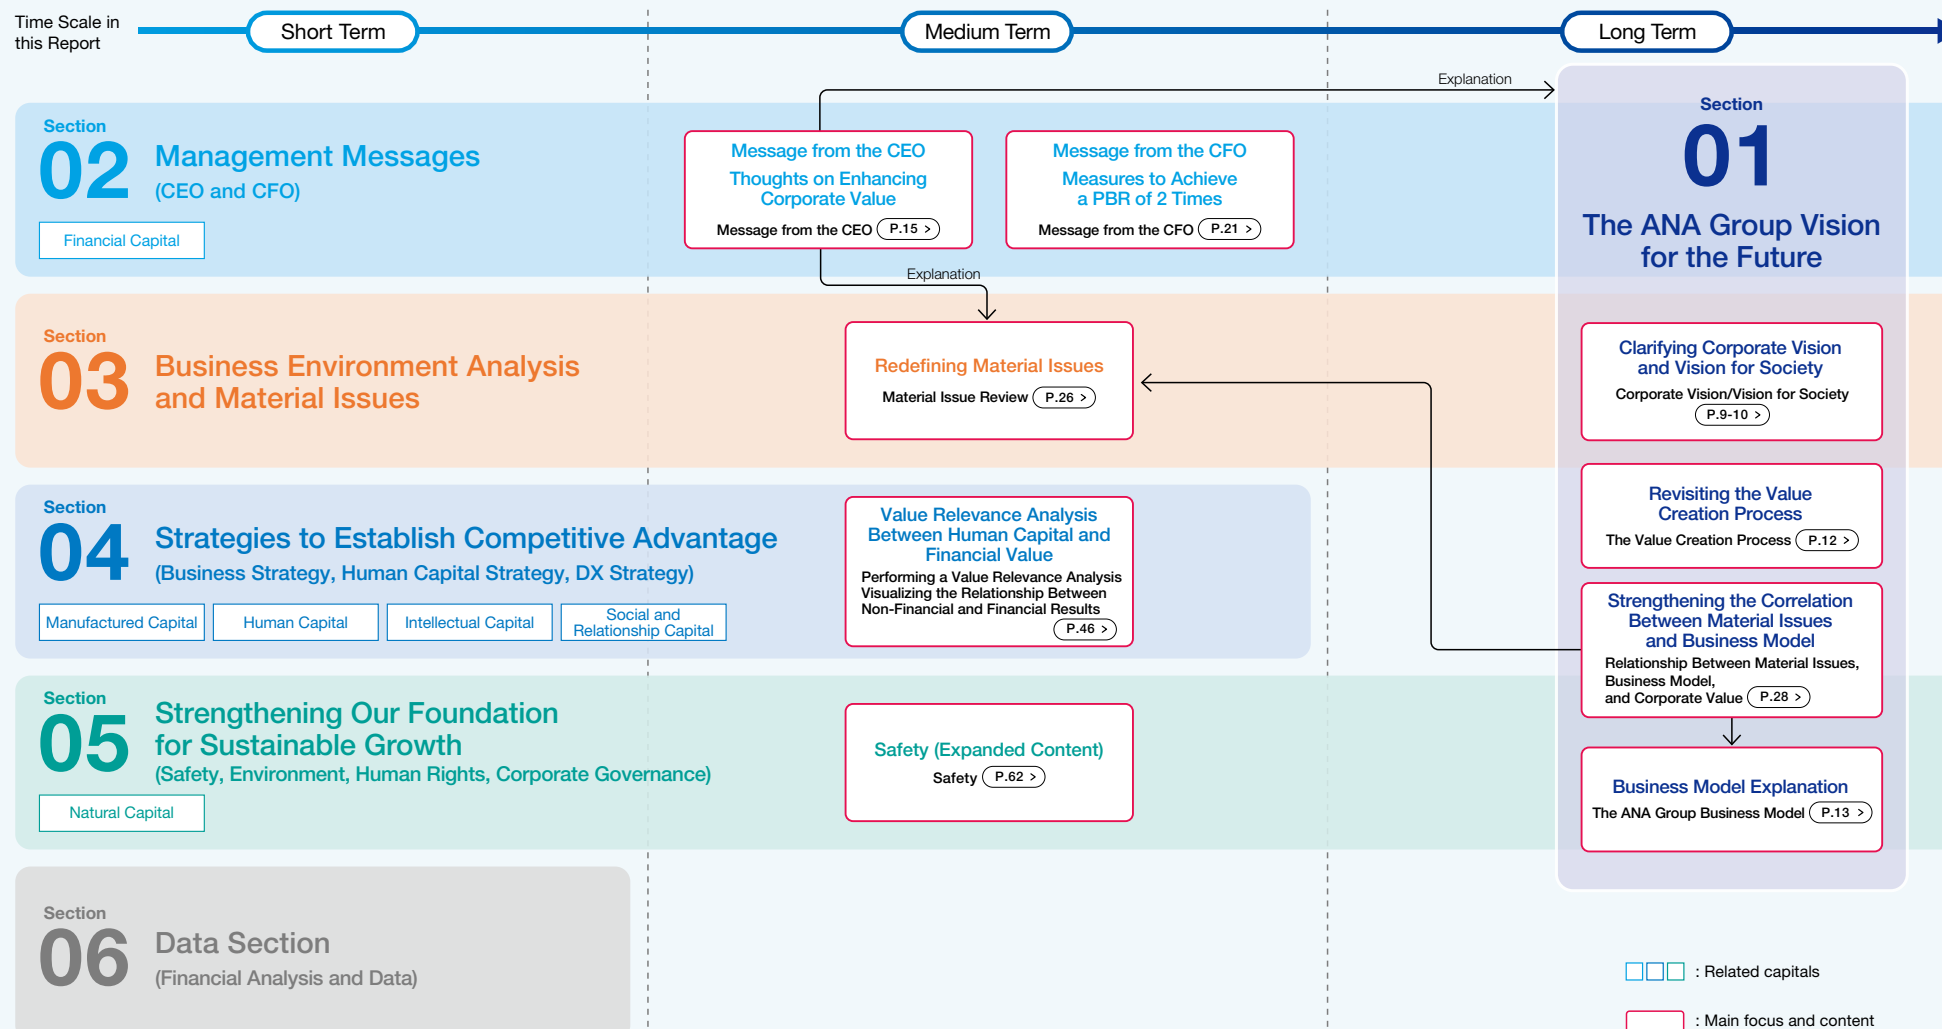 Time Scale in
this Report
Short Term
Medium Term
Long Term
Explanation
Section
01
The ANA Group Vision
for the Future
Clarifying Corporate Vision
and Vision for Society
Corporate Vision/Vision for Society
P.9-10 >
Revisiting the Value
Creation Process
The Value Creation Process P.12 >
Strengthening the Correlation
Between Material Issues
and Business Model
Relationship Between Material Issues,
Business Model,
and Corporate Value P.28 >
Business Model Explanation
The ANA Group Business Model P.13 >
Section
02
Management Messages
(CEO and CFO)
Financial Capital
Message from the CEO
Thoughts on Enhancing
Corporate Value
Message from the CEO P.15 >
Message from the CFO
Measures to Achieve
a PBR of 2 Times
Message from the CFO P.21 >
Explanation
Section
03
Business Environment Analysis
and Material Issues
Redefining Material Issues
Material Issue Review P.26 >
Section
04
Strategies to Establish Competitive Advantage
(Business Strategy, Human Capital Strategy, DX Strategy)
Manufactured Capital
Human Capital
Intellectual Capital
Social and
Relationship Capital
Value Relevance Analysis
Between Human Capital and
Financial Value
Performing a Value Relevance Analysis
Visualizing the Relationship Between
Non-Financial and Financial Results
P.46 >
Section
05
Strengthening Our Foundation
for Sustainable Growth
(Safety, Environment, Human Rights, Corporate Governance)
Natural Capital
Safety (Expanded Content)
Safety P.62 >
Section
06
Data Section
(Financial Analysis and Data)
: Related capitals
: Main focus and content